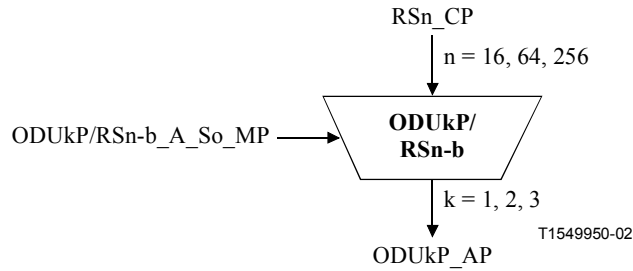 RSn_CP
n = 16, 64, 256
ODUkP/RSn-b_A_So_MP
ODUkP/
RSn-b
k = 1, 2, 3
T1549950-02
ODUkP_AP